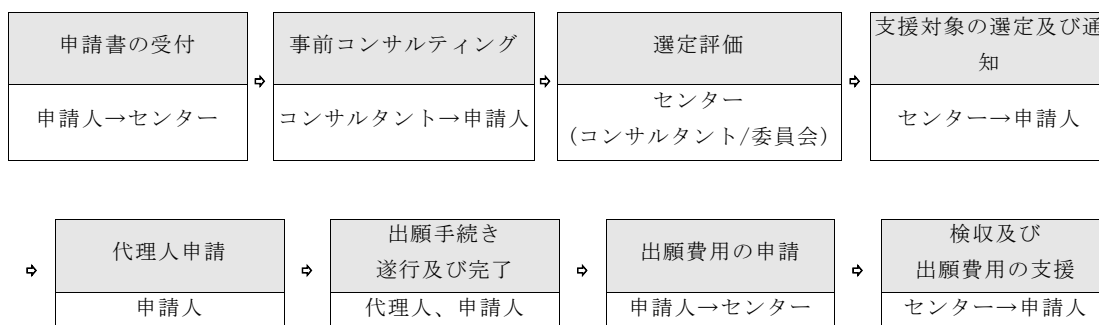 申請書の受付
申請人→センター
⇨
事前コンサルティング
コンサルタント→申請人
⇨
選定評価
センター
(コンサルタント/委員会)
⇨
支援対象の選定及び通
知
センター→申請人
⇨
代理人申請
申請人
⇨
出願手続き
遂行及び完了
代理人、申請人
⇨
出願費用の申請
申請人→センター
⇨
検収及び
出願費用の支援
センター→申請人